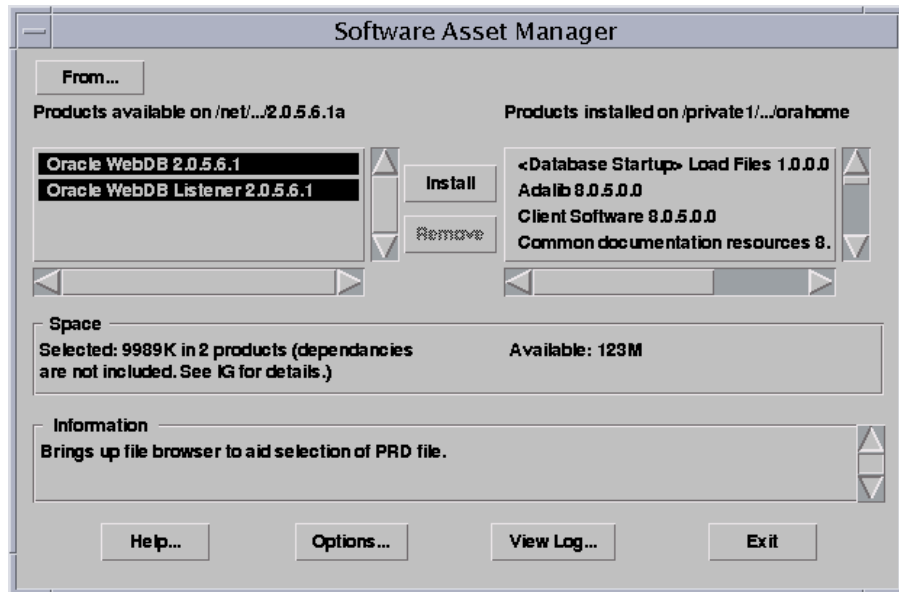 Software Asset Manager
From...
Products available on /net/.../2.0.5.6.1a
Products installed on /private1/.../orahome
Oracle WebDB 2.0.5.6.1
Oracle WebDB Listener 2.0.5.6.1
Install
Remove
<Database Startup> Load Files 1.0.0.0
Adalib 8.0.5.0.0
Client Software 8.0.5.0.0
Common documentation resources 8.
Space
Selected: 9989K in 2 products (dependancies
are not included. See IG for details.)
Available: 123M
Information
Brings up file browser to aid selection of PRD file.
Help...
Options...
View Log...
Exit